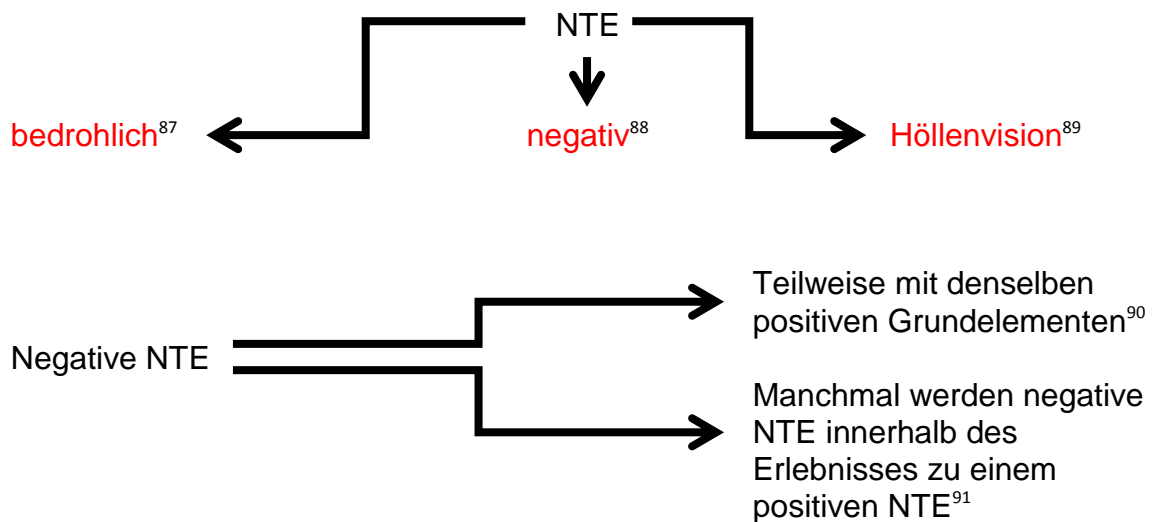 NTE
bedrohlich⁸⁷
negativ⁸⁸
Höllenvision⁸⁹
Teilweise mit denselben
positiven Grundelementen⁹⁰
Negative NTE
Manchmal werden negative
NTE innerhalb des
Erlebnisses zu einem
positiven NTE⁹¹